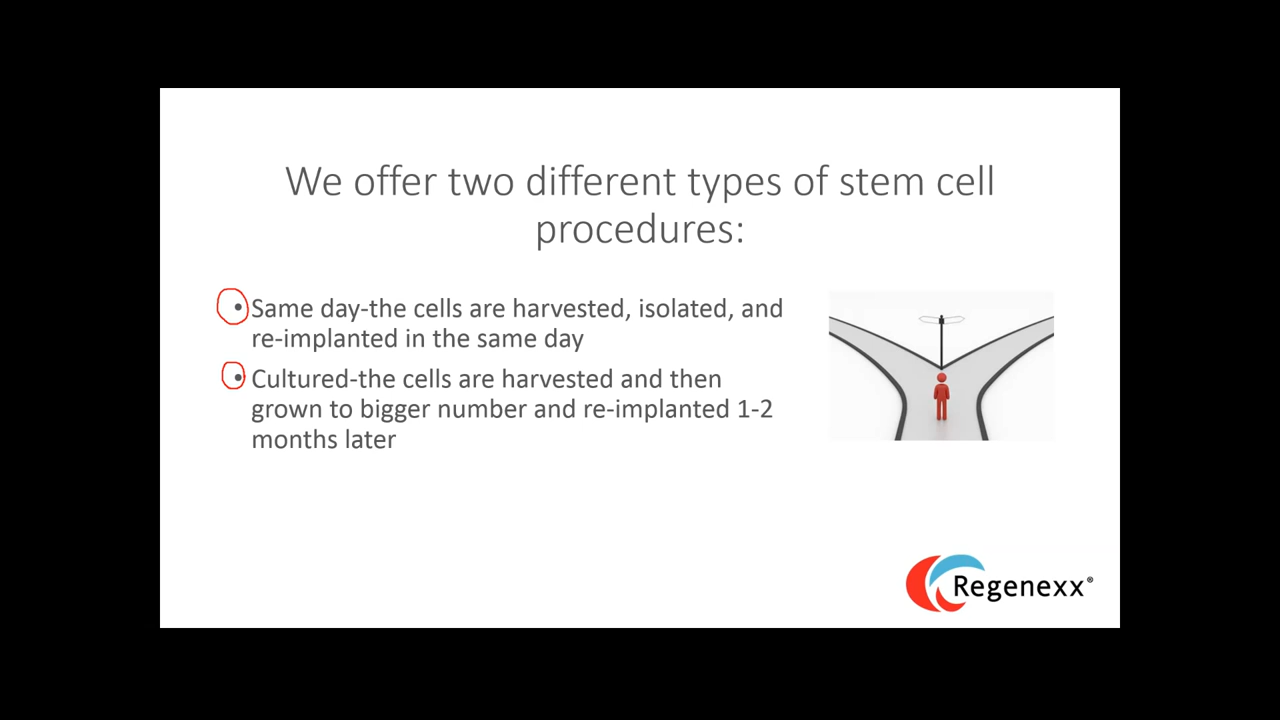 We offer two different types of stem cell
procedures:
• Same day-the cells are harvested, isolated, and
re-implanted in the same day
• Cultured-the cells are harvested and then
grown to bigger number and re-implanted 1-2
months later
Regenexx®